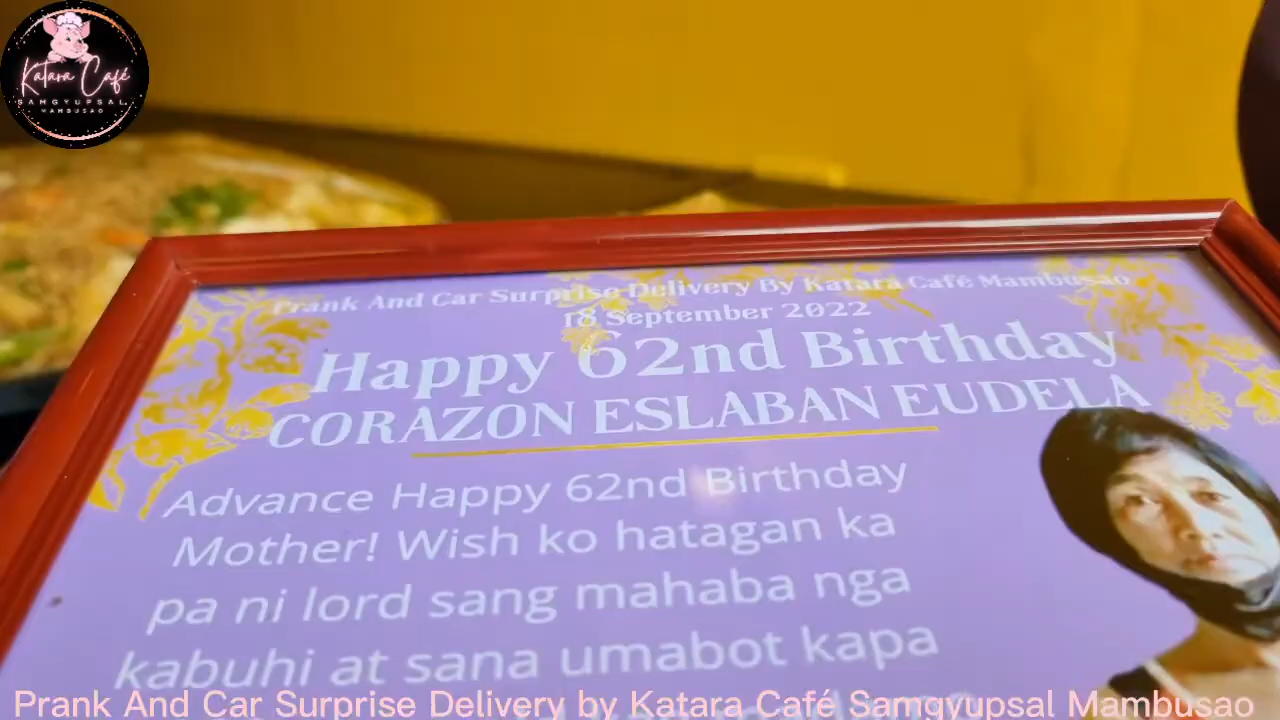 Katara Café
SAMGYUPSAL
MAMBUSAO
Prank And Car Surprise Delivery By Katara Café Mambusao
18 September 2022
Happy 62nd Birthday
CORAZON ESLABAN EUDELA
Advance Happy 62nd Birthday
Mother! Wish ko hatagan ka
pa ni lord sang mahaba nga
kabuhi at sana umabot kapa
Prank And Car Surprise Delivery by Katara Café Samgyupsal Mambusao